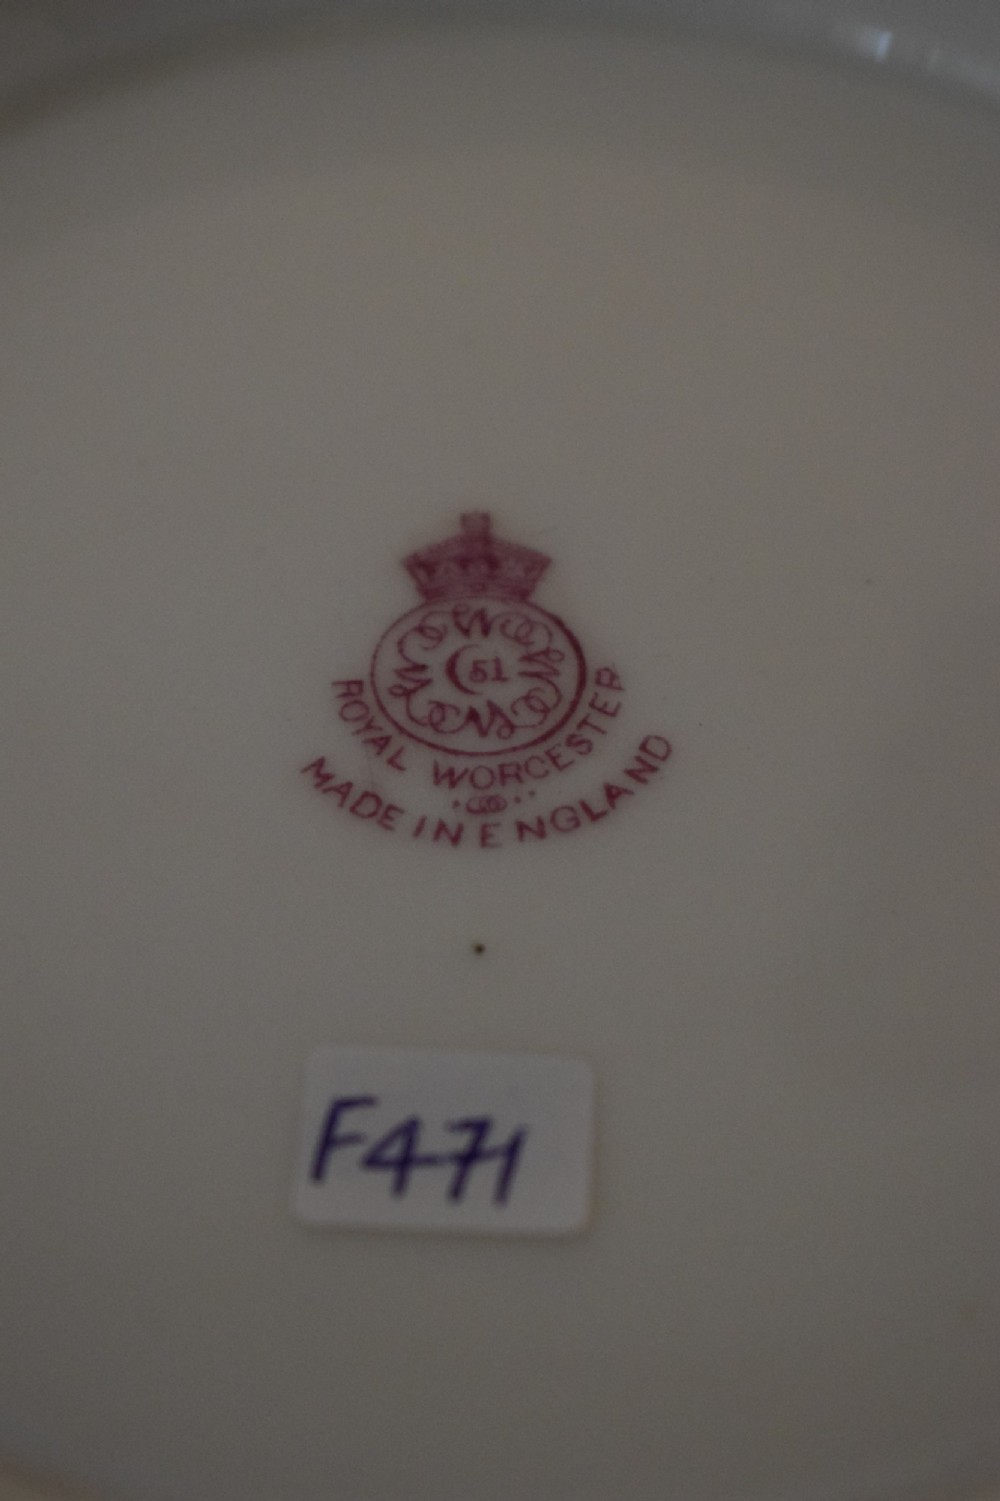 51
ROYAL WORCESTER
MADE IN ENGLAND
F471